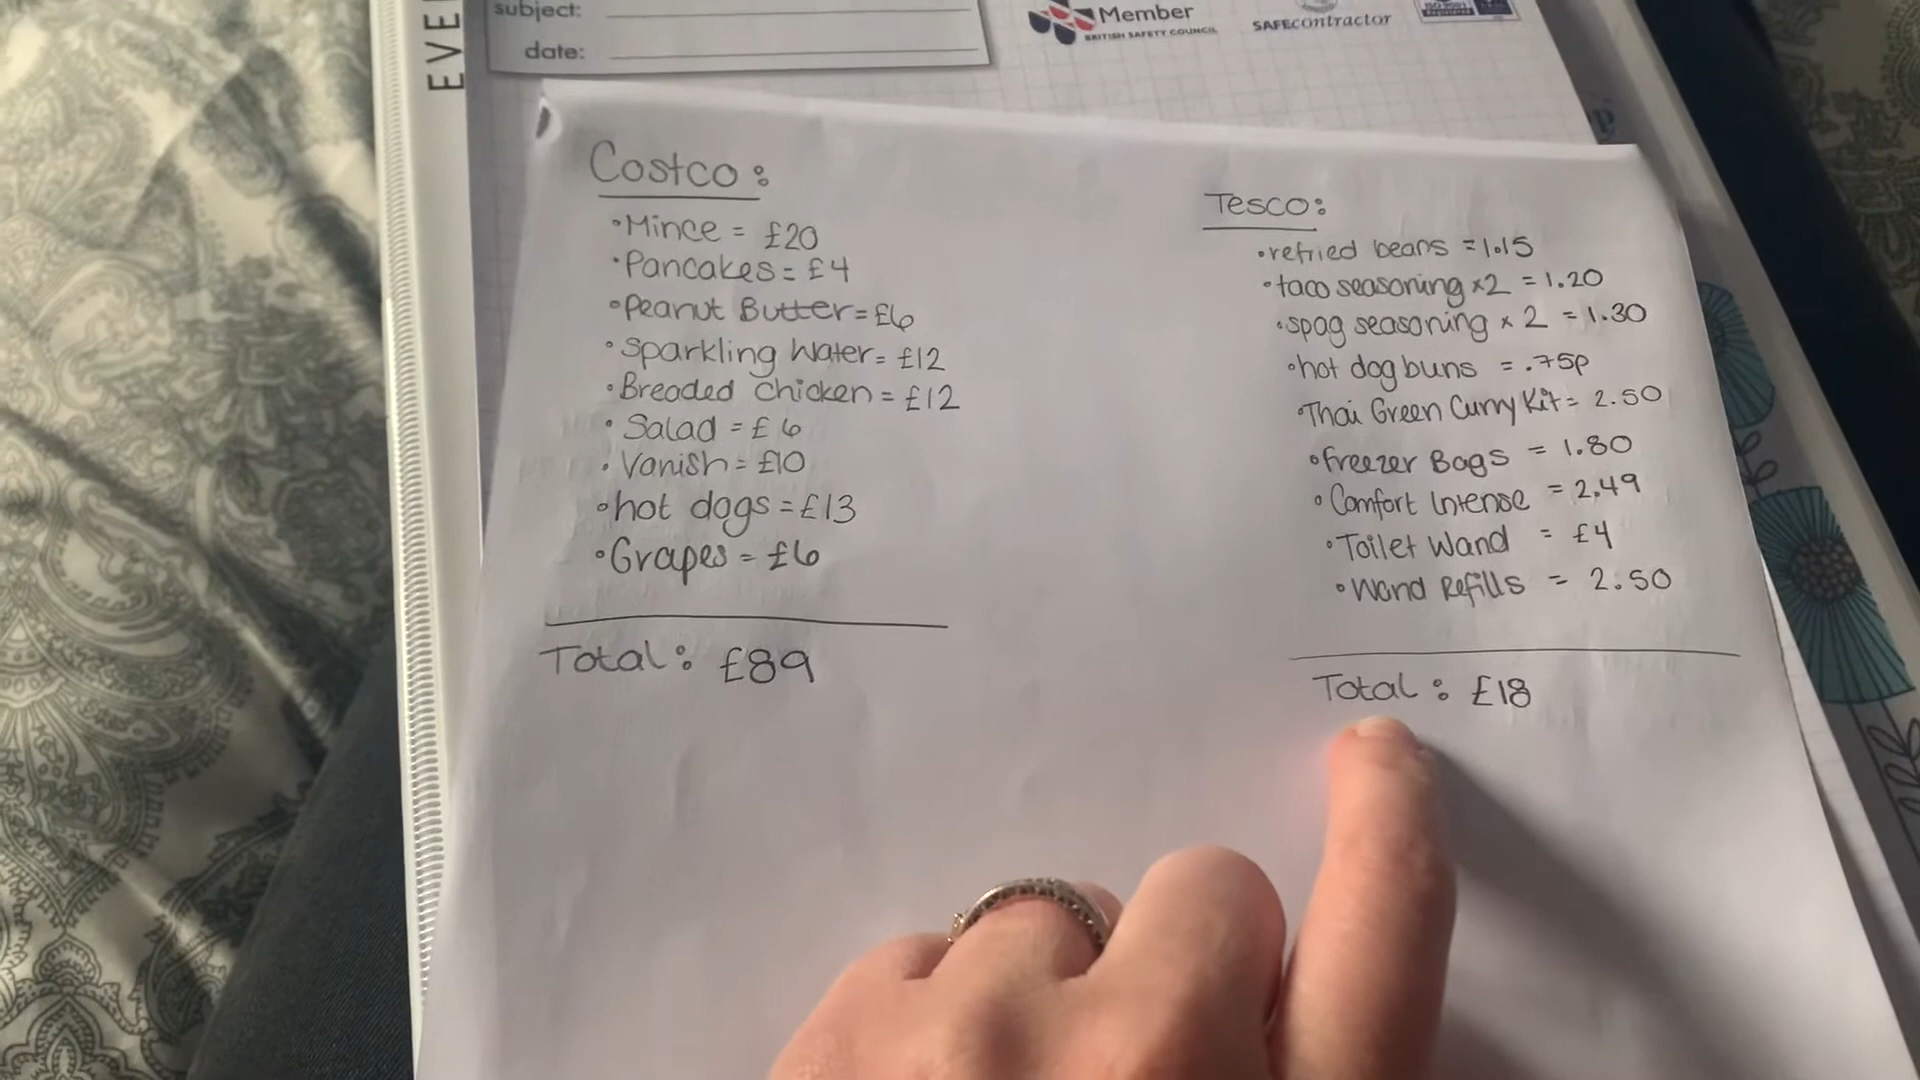 EVE
subject:
date:
Member
BRITISH SAFETY COUNCIL
SAFEcontractor
Costco:
•Mince = £20
•Pancakes = £4
•Peanut Butter = £6
•Sparkling Water = £12
•Breaded Chicken = £12
•Salad = £6
•Vanish = £10
•hot dogs = £13
•Grapes = £6
Total: £89
Tesco:
•refried beans = 1.15
•taco seasoning x2 = 1.20
•spag seasoning x 2 = 1.30
•hot dog buns = .75p
•Thai Green Curry Kit = 2.50
•Freezer Bags = 1.80
•Comfort Intense = 2.49
•Toilet Wand = £4
•Wand Refills = 2.50
Total: £18